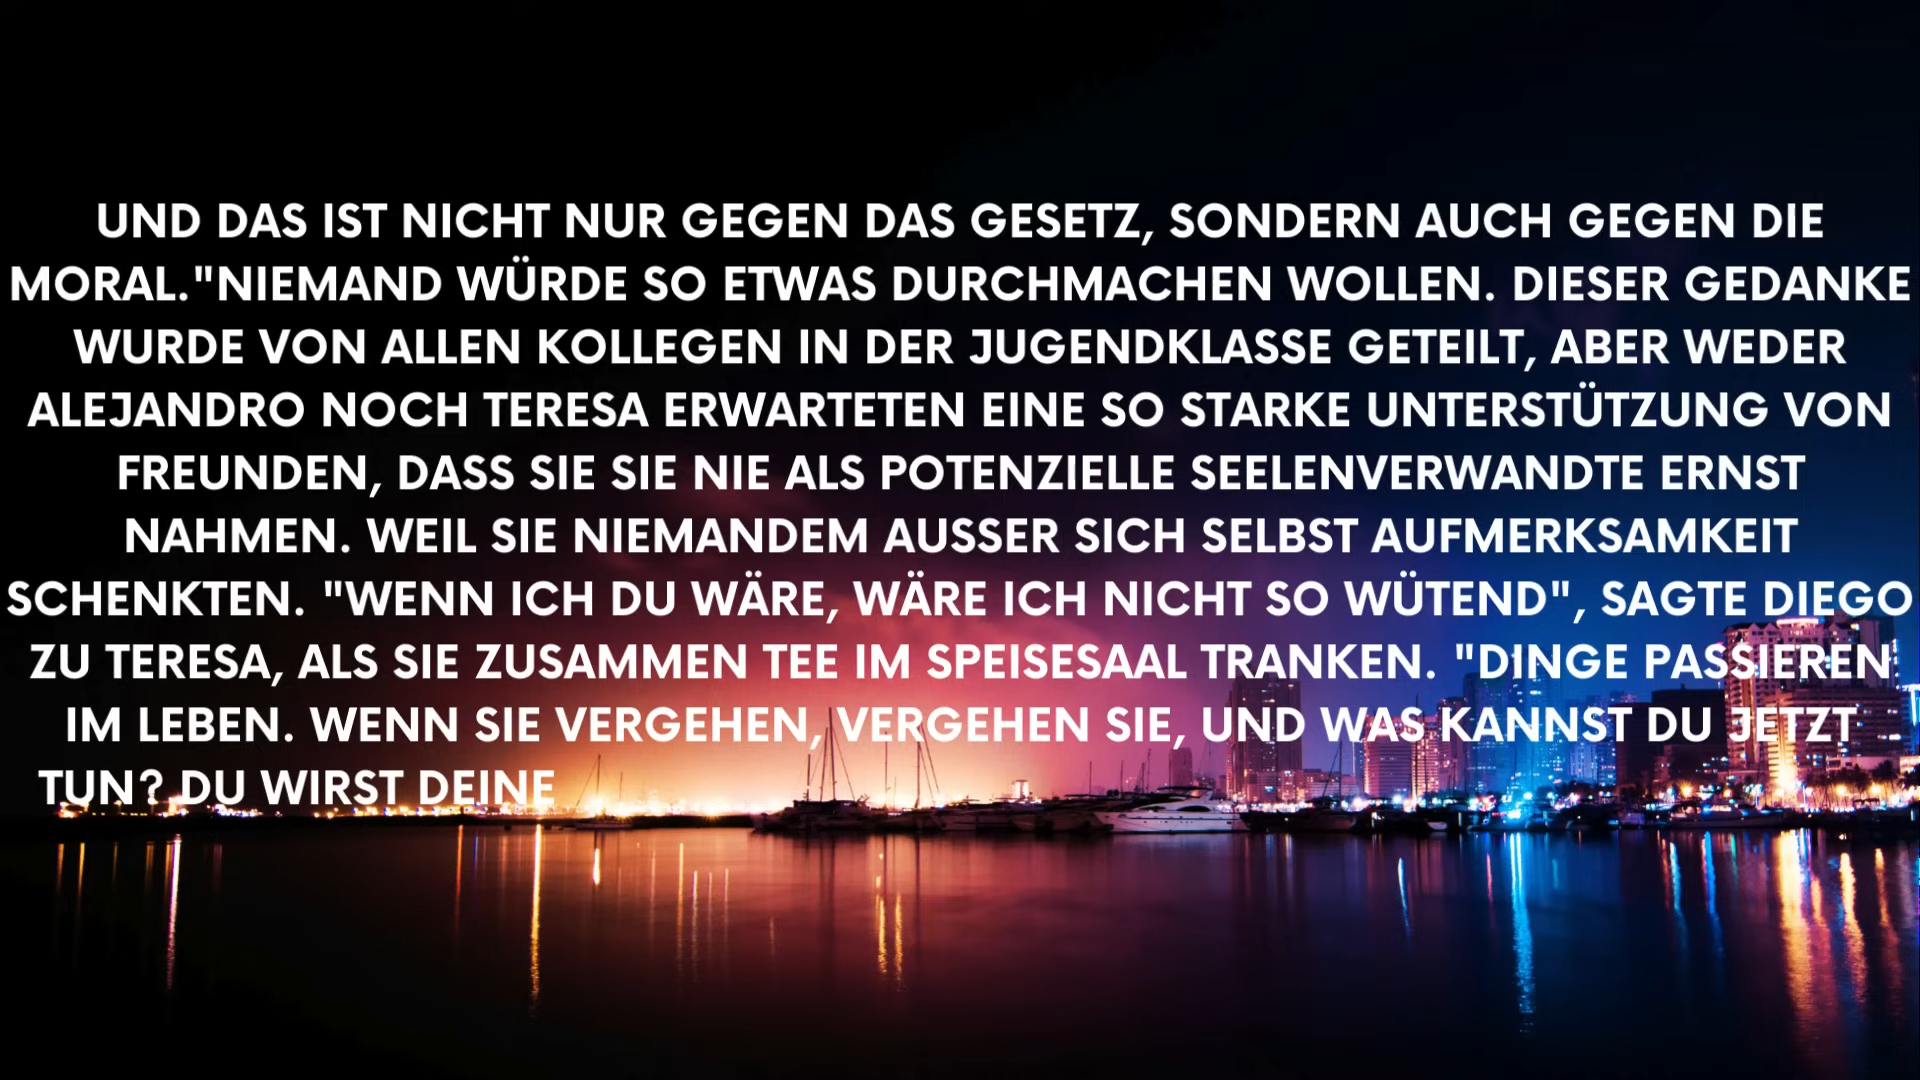 UND DAS IST NICHT NUR GEGEN DAS GESETZ, SONDERN AUCH GEGEN DIE
MORAL."NIEMAND WÜRDE SO ETWAS DURCHMACHEN WOLLEN. DIESER GEDANKE
WURDE VON ALLEN KOLLEGEN IN DER JUGENDKLASSE GETEILT, ABER WEDER
ALEJANDRO NOCH TERESA ERWARTETEN EINE SO STARKE UNTERSTÜTZUNG VON
FREUNDEN, DASS SIE SIE NIE ALS POTENZIELLE SEELENVERWANDTE ERNST
NAHMEN. WEIL SIE NIEMANDEM AUSSER SICH SELBST AUFMERKSAMKEIT
SCHENKTEN. "WENN ICH DU WÄRE, WÄRE ICH NICHT SO WÜTEND", SAGTE DIEGO
ZU TERESA, ALS SIE ZUSAMMEN TEE IM SPEISESAAL TRANKEN. "DINGE PASSIEREN
IM LEBEN. WENN SIE VERGEHEN, VERGEHEN SIE, UND WAS KANNST DU JETZT
TUN? DU WIRST DEINE